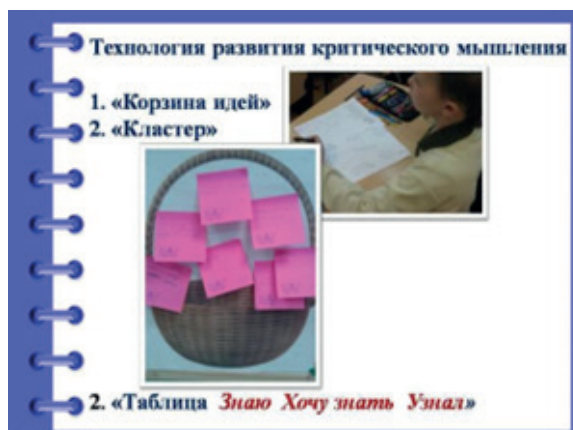 Технология развития критического мышления
1. «Корзина идей»
2. «Кластер»
2. «Таблица Знаю Хочу знать Узнал»